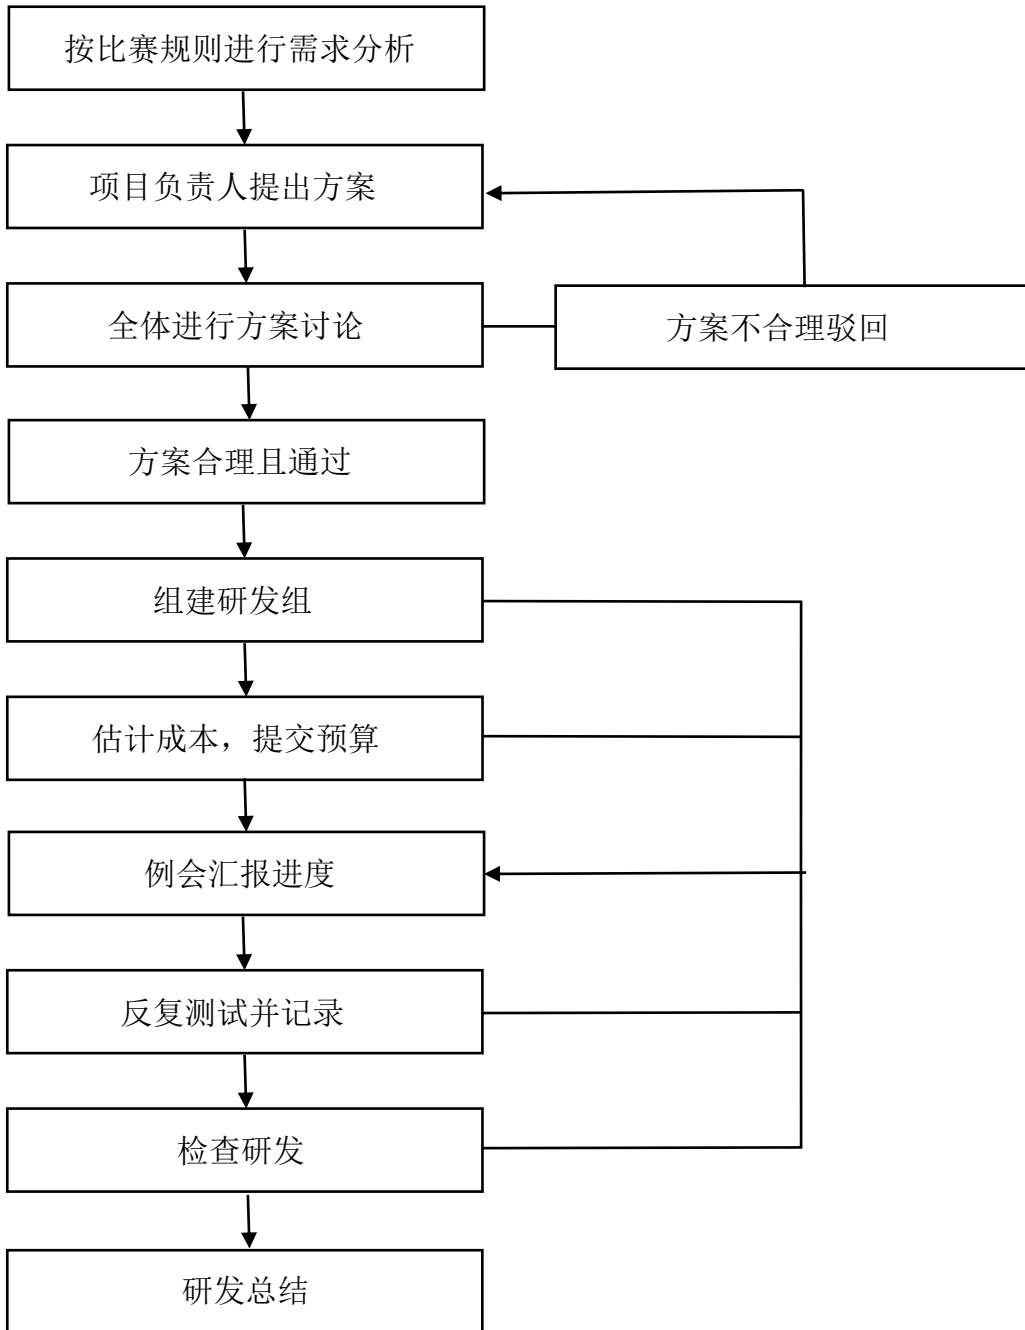 按比赛规则进行需求分析
项目负责人提出方案
全体进行方案讨论
方案不合理驳回
方案合理且通过
组建研发组
估计成本，提交预算
例会汇报进度
反复测试并记录
检查研发
研发总结